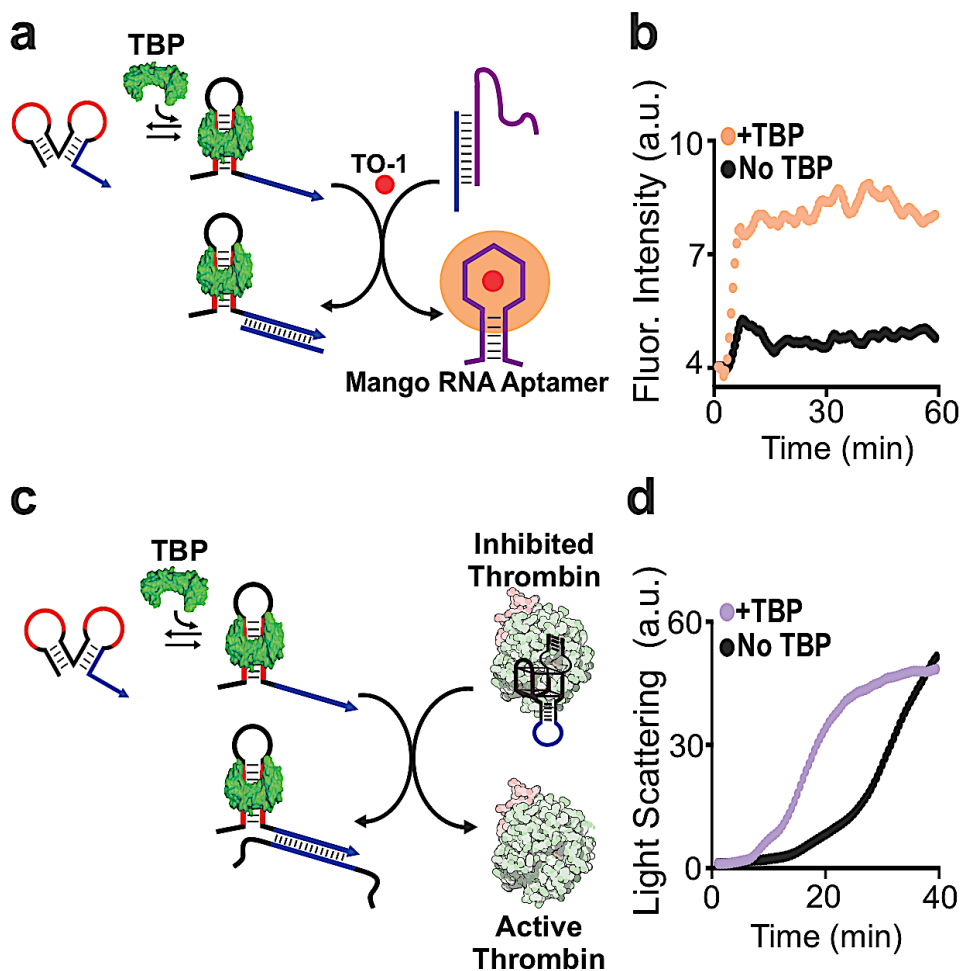 a
TBP
TO-1
Mango RNA Aptamer
b
Fluor. Intensity (a.u.)
10
7
4
+TBP
No TBP
0 30 60
Time (min)
c
TBP
Inhibited
Thrombin
Active
Thrombin
d
Light Scattering (a.u.)
60
30
0
+TBP
No TBP
0 20 40
Time (min)